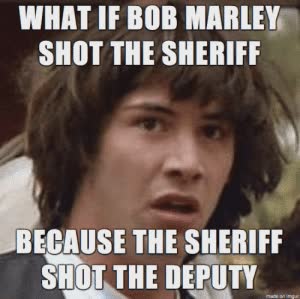 WHAT IF BOB MARLEY
SHOT THE SHERIFF
BECAUSE THE SHERIFF
SHOT THE DEPUTY
made on imgur